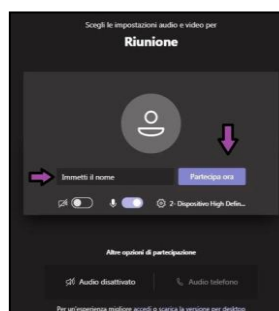 Scegli le impostazioni audio e video per
Riunione
Immetti il nome
Partecipa ora
2- Dispositivo High Defin...
Altre opzioni di partecipazione
Audio disattivato
Audio telefono
Per un'esperienza migliore accedi o scarica la versione per desktop